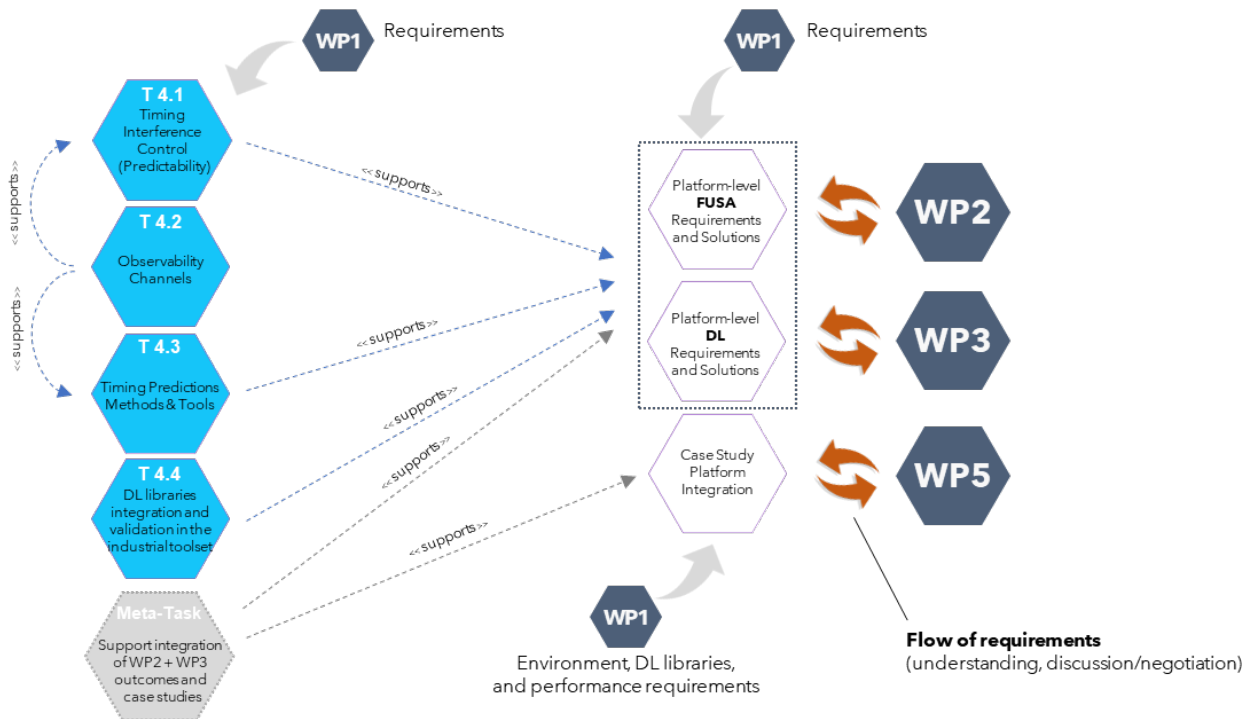 WP1
Requirements
WP1
Requirements
T 4.1
Timing
Interference
Control
(Predictability)
<< supports >>
T 4.2
Observability
Channels
<< supports >>
T 4.3
Timing Predictions
Methods & Tools
T 4.4
DL libraries
integration and
validation in the
industrial toolset
Meta-Task
Support integration
of WP2 + WP3
outcomes and
case studies
<< supports >>
<< supports >>
<< supports >>
<< supports >>
<< supports >>
Platform-level
FUSA
Requirements
and Solutions
WP2
Platform-level
DL
Requirements
and Solutions
WP3
Case Study
Platform
Integration
WP5
WP1
Environment, DL libraries,
and performance requirements
Flow of requirements
(understanding, discussion/negotiation)